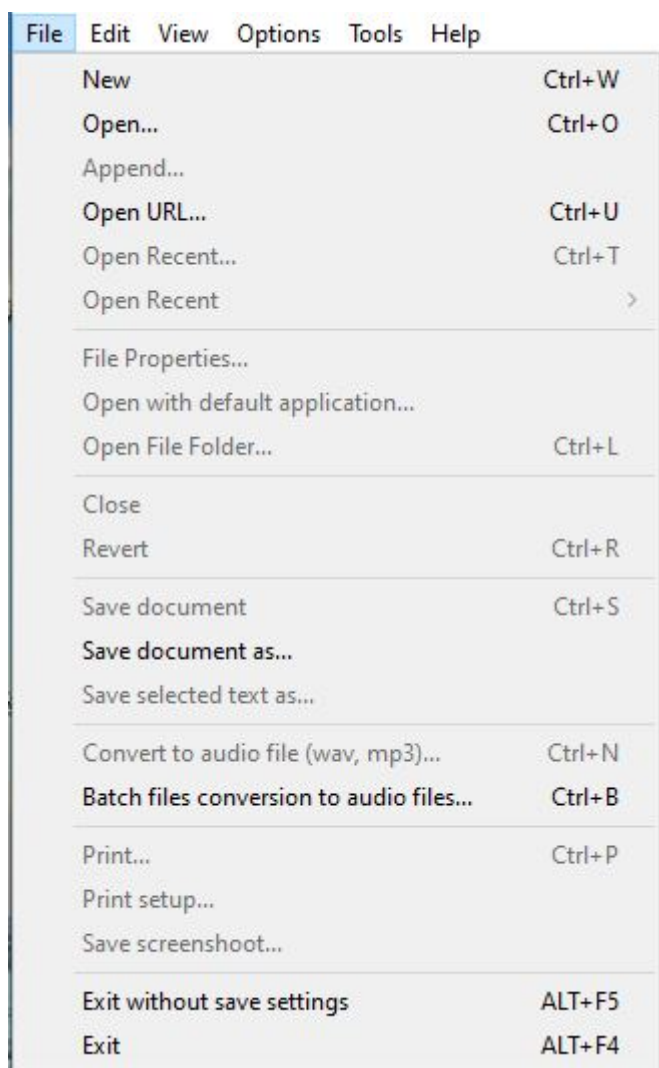 File Edit View Options Tools Help
New Ctrl+W
Open... Ctrl+O
Append...
Open URL... Ctrl+U
Open Recent... Ctrl+T
Open Recent >
File Properties...
Open with default application...
Open File Folder... Ctrl+L
Close
Revert Ctrl+R
Save document Ctrl+S
Save document as...
Save selected text as...
Convert to audio file (wav, mp3)... Ctrl+N
Batch files conversion to audio files... Ctrl+B
Print... Ctrl+P
Print setup...
Save screenshoot...
Exit without save settings ALT+F5
Exit ALT+F4